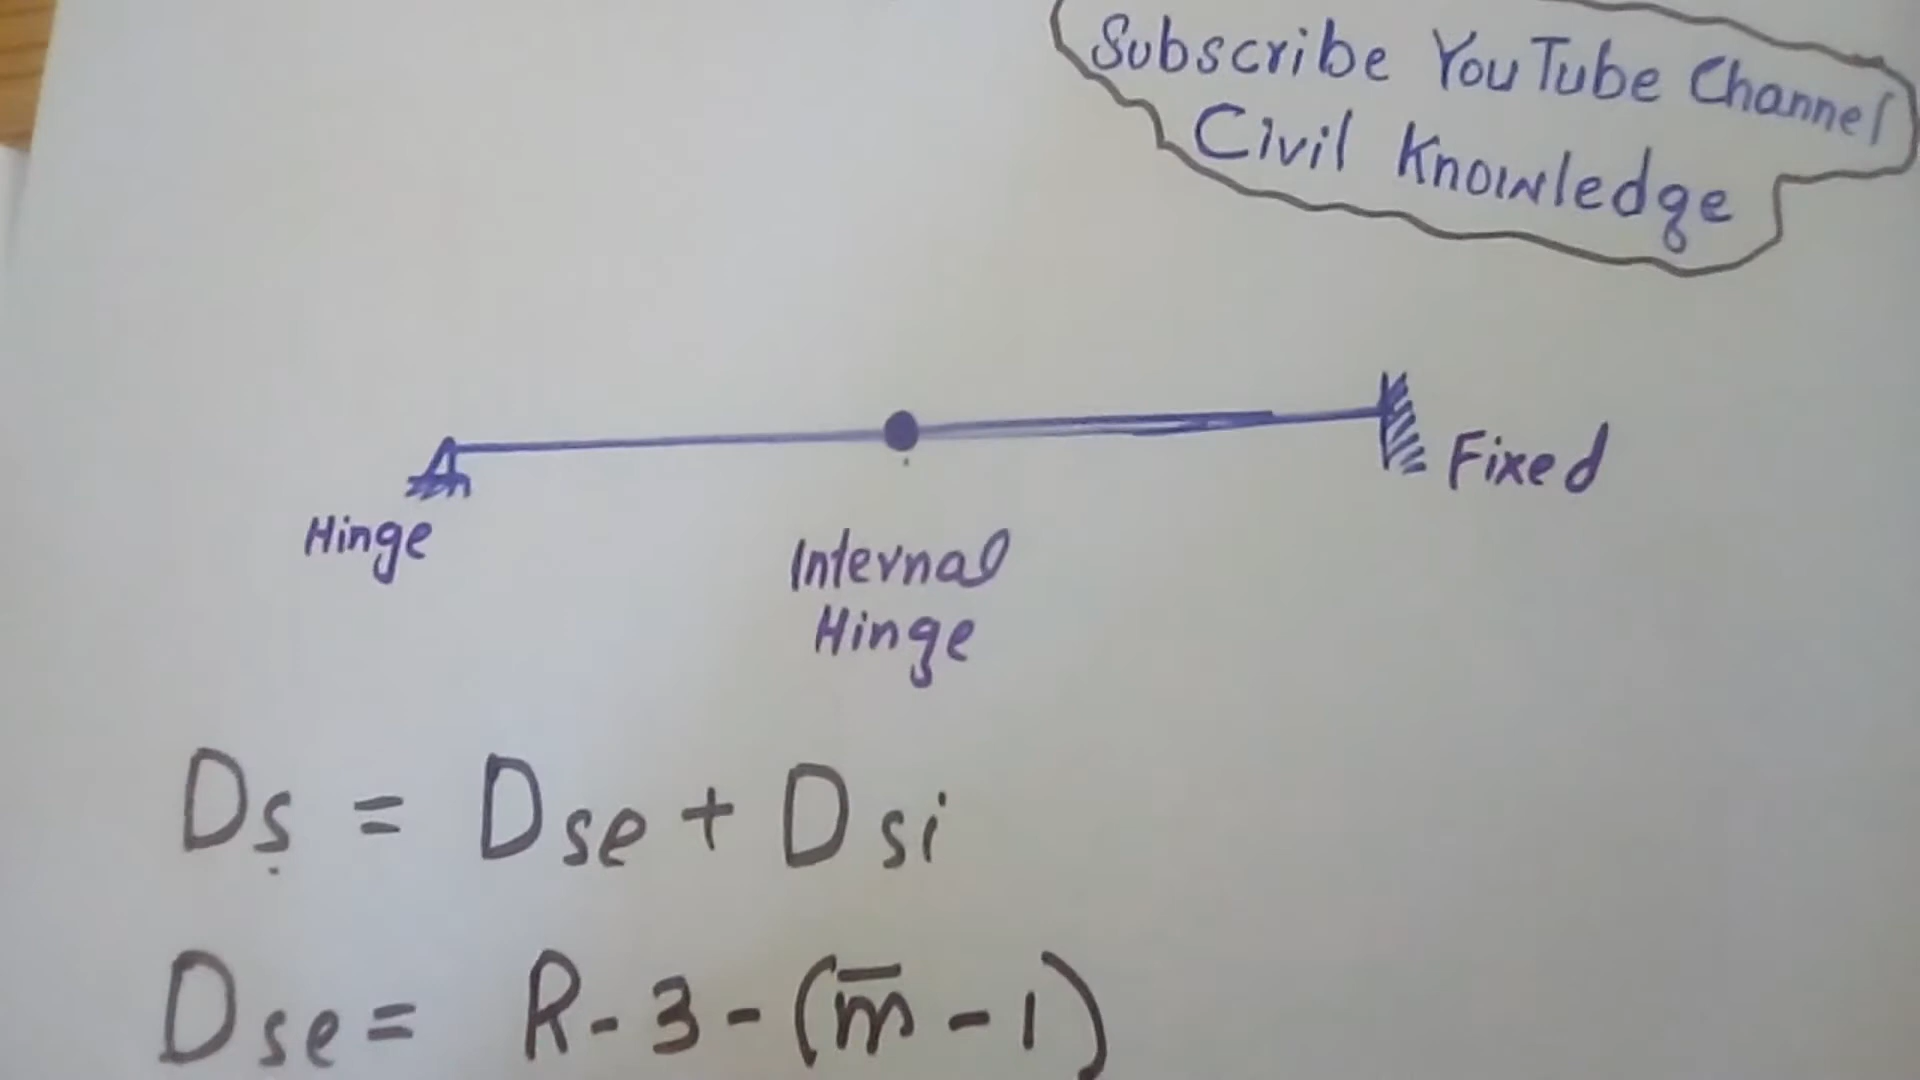 Subscribe YouTube Channel
Civil Knowledge
Hinge
Internal
Hinge
Fixed
Ds = Dse + Dsi
Dse = R - 3 - (m̅ - 1)